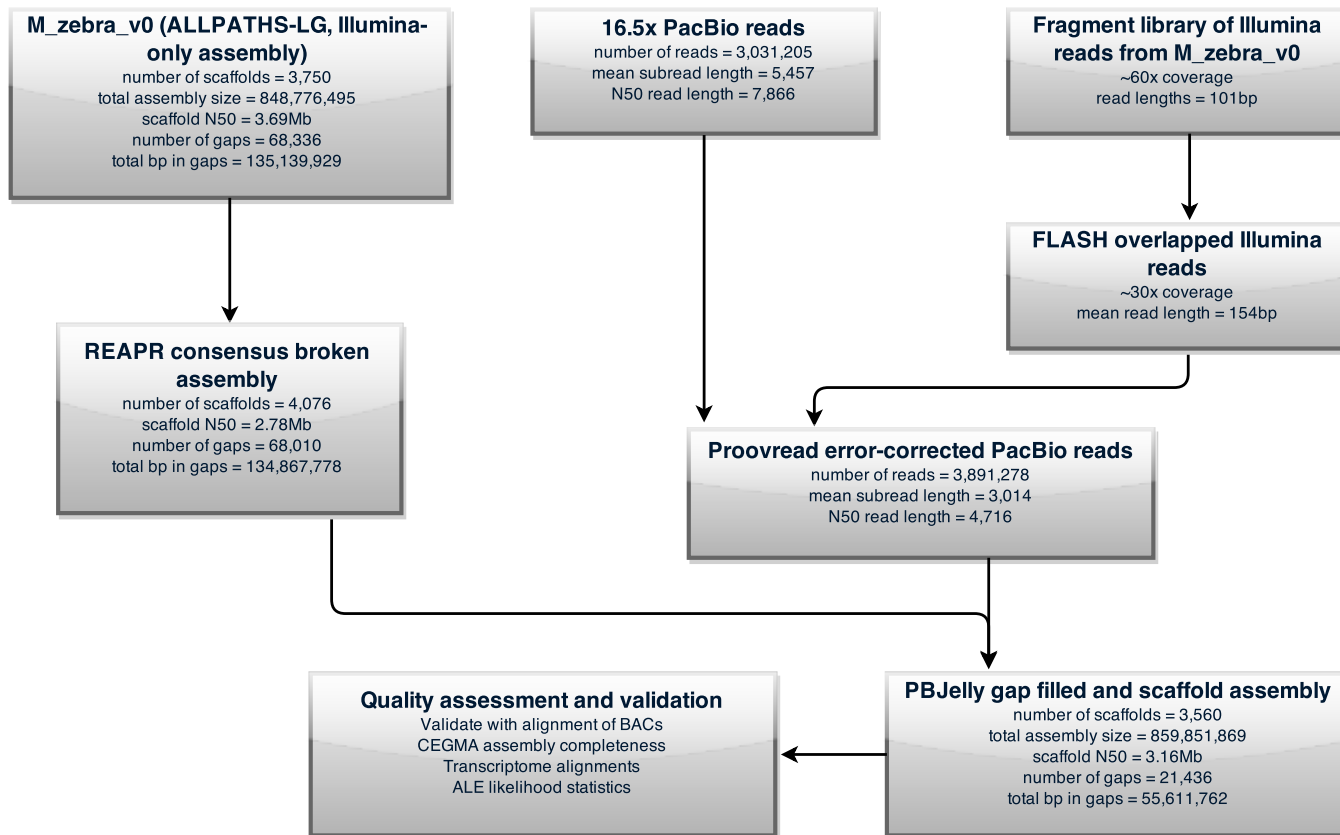 M_zebra_v0 (ALLPATHS-LG, Illumina-
only assembly)
number of scaffolds = 3,750
total assembly size = 848,776,495
scaffold N50 = 3.69Mb
number of gaps = 68,336
total bp in gaps = 135,139,929
16.5x PacBio reads
number of reads = 3,031,205
mean subread length = 5,457
N50 read length = 7,866
Fragment library of Illumina
reads from M_zebra_v0
~60x coverage
read lengths = 101bp
FLASH overlapped Illumina
reads
~30x coverage
mean read length = 154bp
REAPR consensus broken
assembly
number of scaffolds = 4,076
scaffold N50 = 2.78Mb
number of gaps = 68,010
total bp in gaps = 134,867,778
Proovread error-corrected PacBio reads
number of reads = 3,891,278
mean subread length = 3,014
N50 read length = 4,716
Quality assessment and validation
Validate with alignment of BACs
CEGMA assembly completeness
Transcriptome alignments
ALE likelihood statistics
PBJelly gap filled and scaffold assembly
number of scaffolds = 3,560
total assembly size = 859,851,869
scaffold N50 = 3.16Mb
number of gaps = 21,436
total bp in gaps = 55,611,762